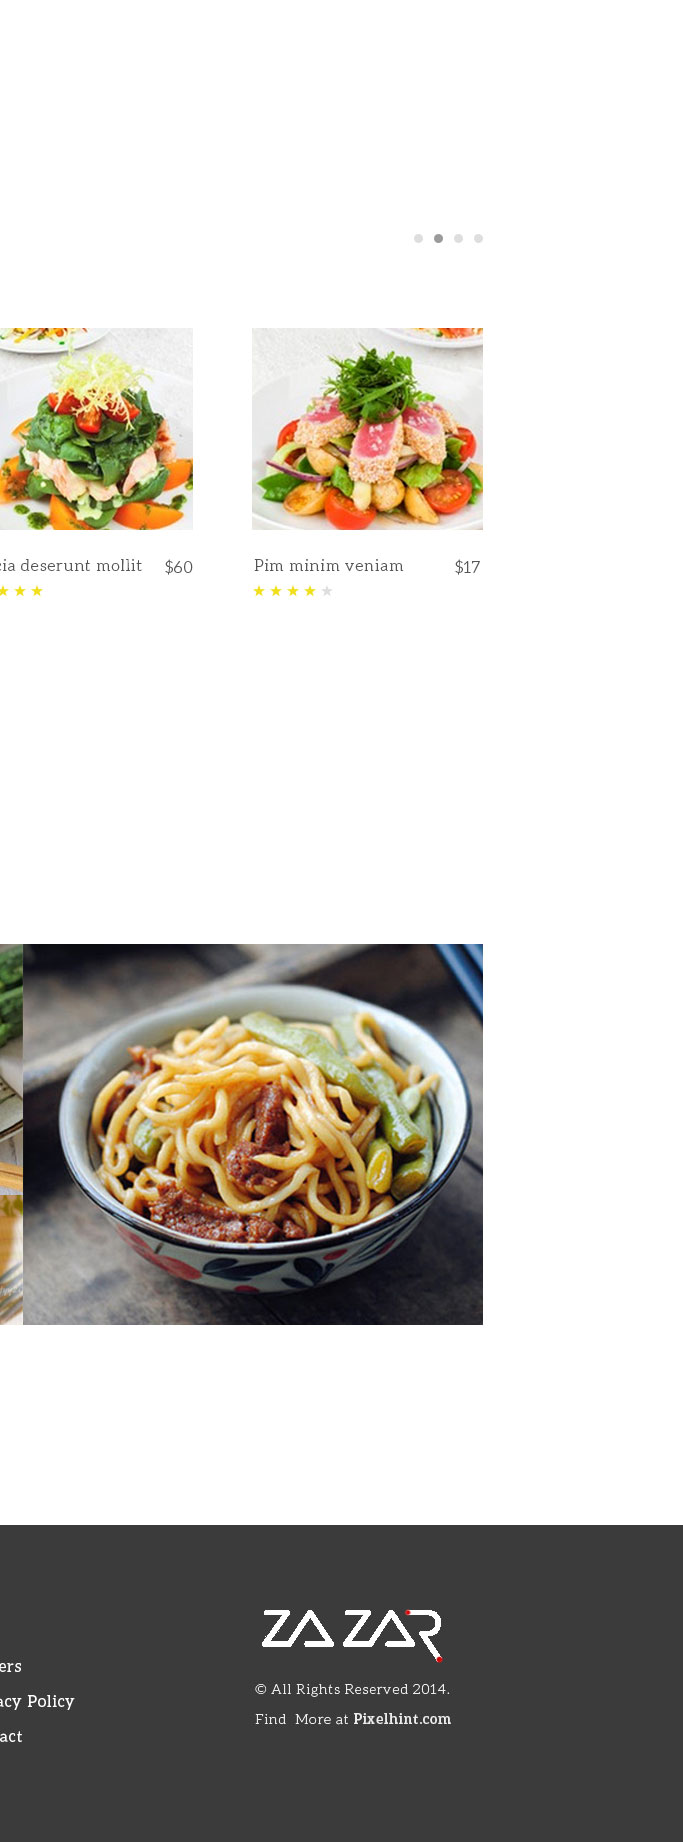 cia deserunt mollit
$60
Pim minim veniam
$17
ers
acy Policy
act
ZAZAR
© All Rights Reserved 2014.
Find More at Pixelhint.com